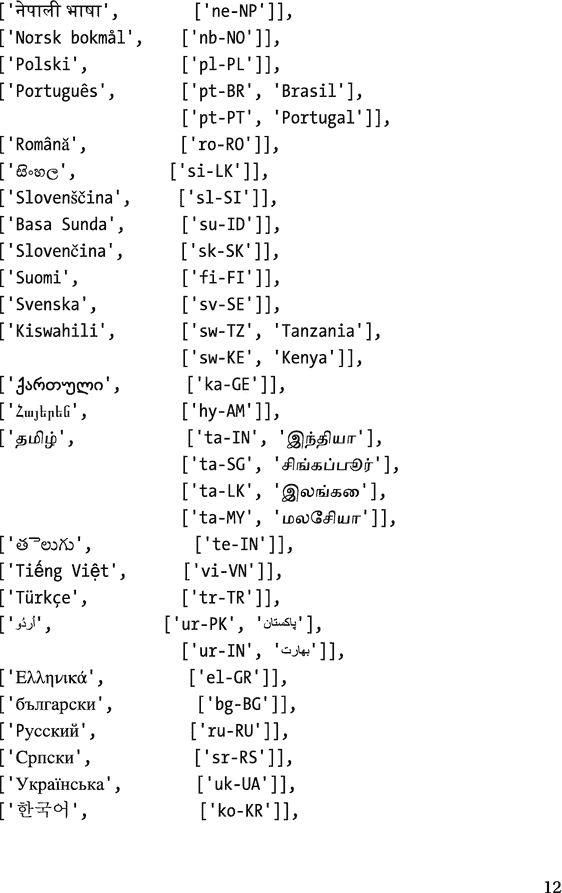 ['नेपाली भाषा', ['ne-NP']],
['Norsk bokmål', ['nb-NO']],
['Polski', ['pl-PL']],
['Português', ['pt-BR', 'Brasil'],
['pt-PT', 'Portugal']],
['Română', ['ro-RO']],
['සිංහල', ['si-LK']],
['Slovenščina', ['sl-SI']],
['Basa Sunda', ['su-ID']],
['Slovenčina', ['sk-SK']],
['Suomi', ['fi-FI']],
['Svenska', ['sv-SE']],
['Kiswahili', ['sw-TZ', 'Tanzania'],
['sw-KE', 'Kenya']],
['ქართული', ['ka-GE']],
['Հայերեն', ['hy-AM']],
['தமிழ்', ['ta-IN', 'இந்தியா'],
['ta-SG', 'சிங்கப்பூர்'],
['ta-LK', 'இலங்கை'],
['ta-MY', 'மலேசியா']],
['తెలుగు', ['te-IN']],
['Tiếng Việt', ['vi-VN']],
['Türkçe', ['tr-TR']],
['اُردُو', ['ur-PK', 'پاکستان'],
['ur-IN', 'بھارت']],
['Ελληνικά', ['el-GR']],
['български', ['bg-BG']],
['Pусский', ['ru-RU']],
['Српски', ['sr-RS']],
['Українська', ['uk-UA']],
['한국어', ['ko-KR']],
12